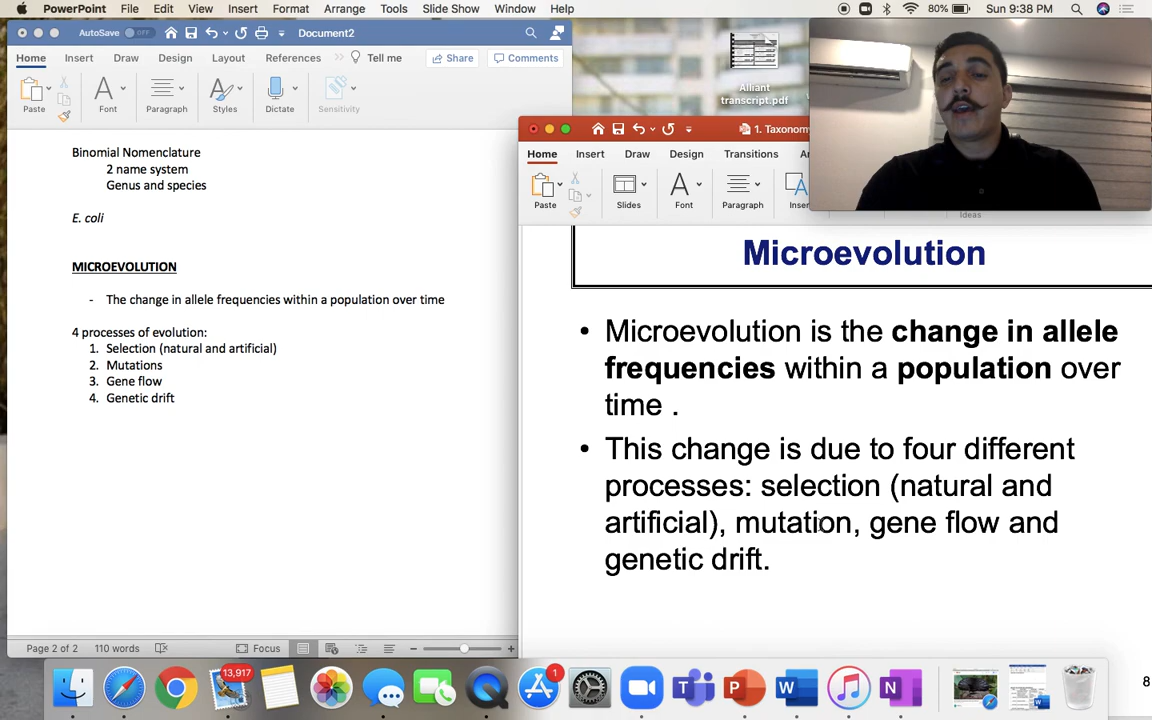 PowerPoint File Edit View Insert Format Arrange Tools Slide Show Window Help 80% Sun 9:38 PM
AutoSave OFF Document2
Home Insert Draw Design Layout References Tell me Share Comments
Paste Font Paragraph Styles Dictate Sensitivity
Binomial Nomenclature
2 name system
Genus and species
E. coli
MICROEVOLUTION
- The change in allele frequencies within a population over time
4 processes of evolution:
1. Selection (natural and artificial)
2. Mutations
3. Gene flow
4. Genetic drift
Page 2 of 2 110 words Focus
Alliant
transcript.pdf
1. Taxonomy
Home Insert Draw Design Transitions
Paste Slides Font Paragraph
Ideas
Microevolution
• Microevolution is the change in allele
frequencies within a population over
time .
• This change is due to four different
processes: selection (natural and
artificial), mutation, gene flow and
genetic drift.
8
13,917
1